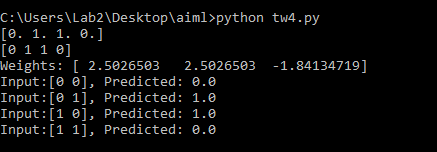 C:\Users\Lab2\Desktop\aiml>python tw4.py
[0. 1. 1. 0.]
[0 1 1 0]
Weights: [ 2.5026503   2.5026503  -1.84134719]
Input:[0 0], Predicted: 0.0
Input:[0 1], Predicted: 1.0
Input:[1 0], Predicted: 1.0
Input:[1 1], Predicted: 0.0